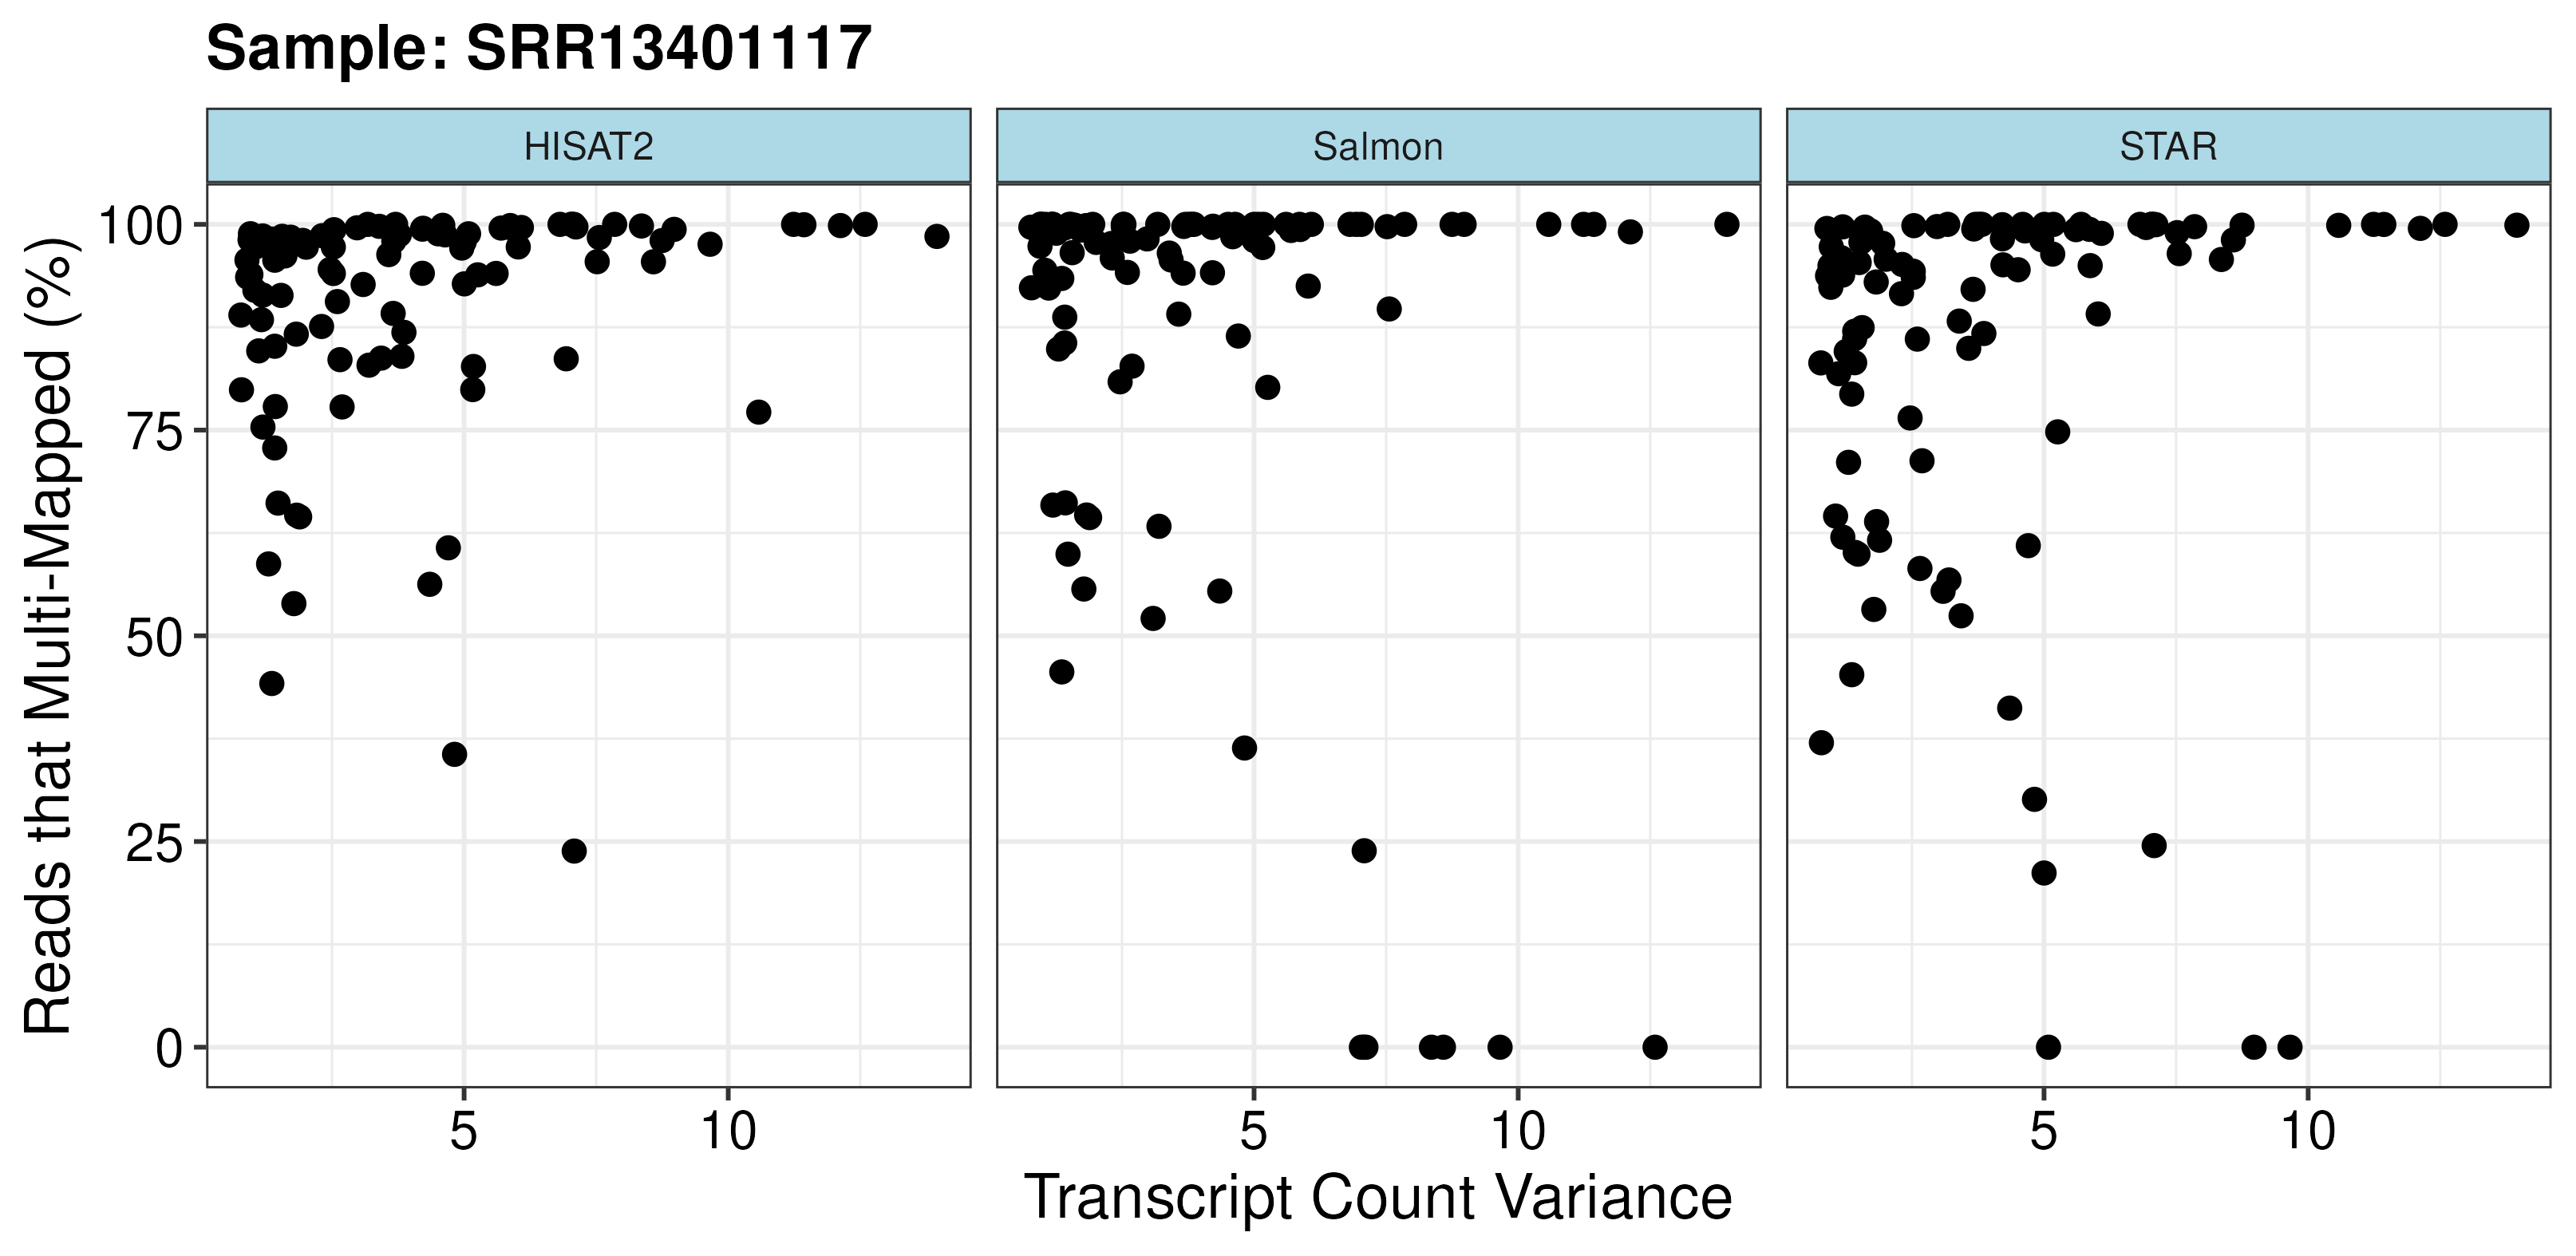 Sample: SRR13401117
HISAT2
Salmon
STAR
Reads that Multi-Mapped (%)
100
75
50
25
0
5
10
5
10
5
10
Transcript Count Variance